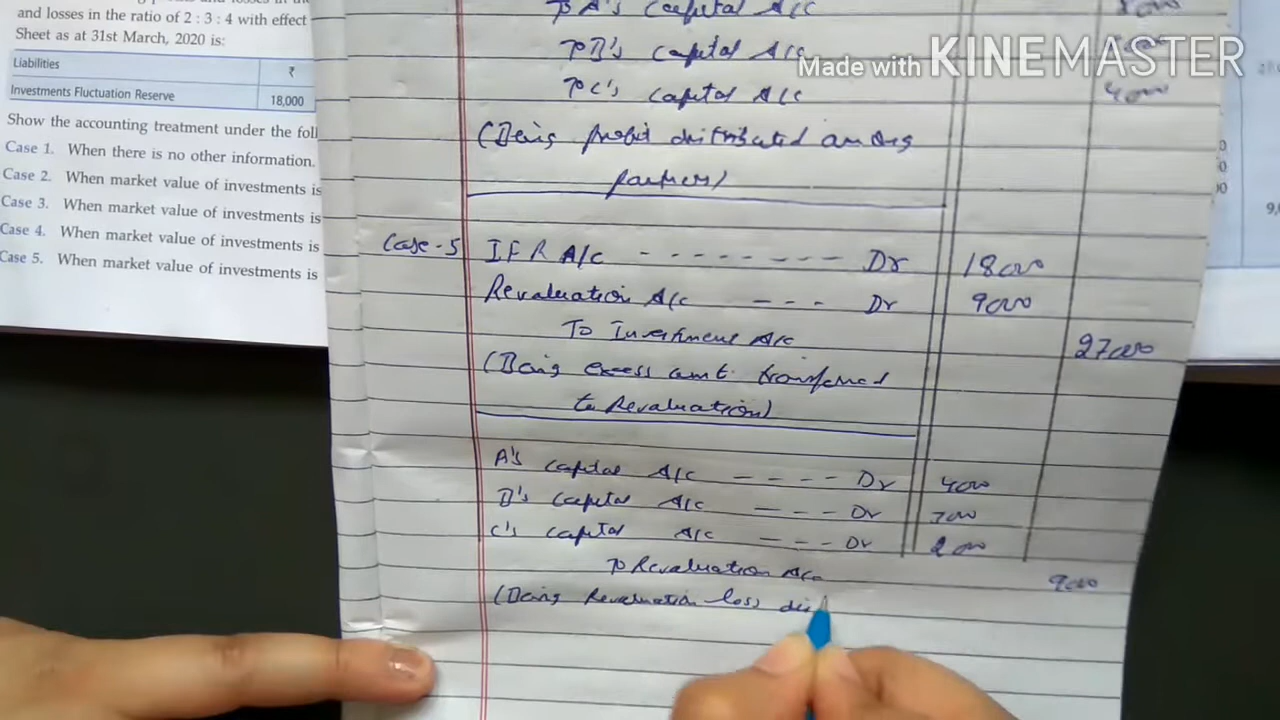 and losses in the ratio of 2 : 3 : 4 with effect
Sheet as at 31st March, 2020 is:
Liabilities ₹
Investments Fluctuation Reserve 18,000
Show the accounting treatment under the fol
Case 1. When there is no other information.
Case 2. When market value of investments is
Case 3. When market value of investments is
Case 4. When market value of investments is
Case 5. When market value of investments is
Made with KINEMASTER
To A's Capital A/c
To B's Capital A/c
To C's Capital A/c 4000
(Being profit distributed among
partners)
Case-5 IFR A/c - - - - - - - - Dr 18000
Revaluation A/c - - - Dr 9000
To Investment A/c 27000
(Being excess amt. transferred
to Revaluation)
A's Capital A/c - - - - Dr 4000
B's Capital A/c - - - Dr 3000
C's Capital A/c - - - Dr 2000
To Revaluation A/c 9000
(Being Revaluation loss dis